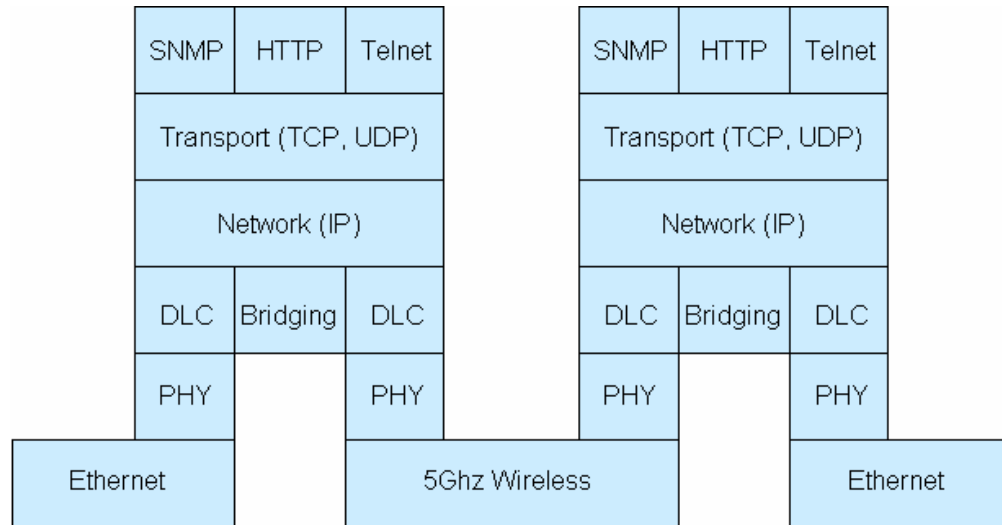 SNMP HTTP Telnet SNMP HTTP Telnet
Transport (TCP, UDP) Transport (TCP, UDP)
Network (IP) Network (IP)
DLC Bridging DLC DLC Bridging DLC
PHY PHY PHY PHY
Ethernet 5Ghz Wireless Ethernet